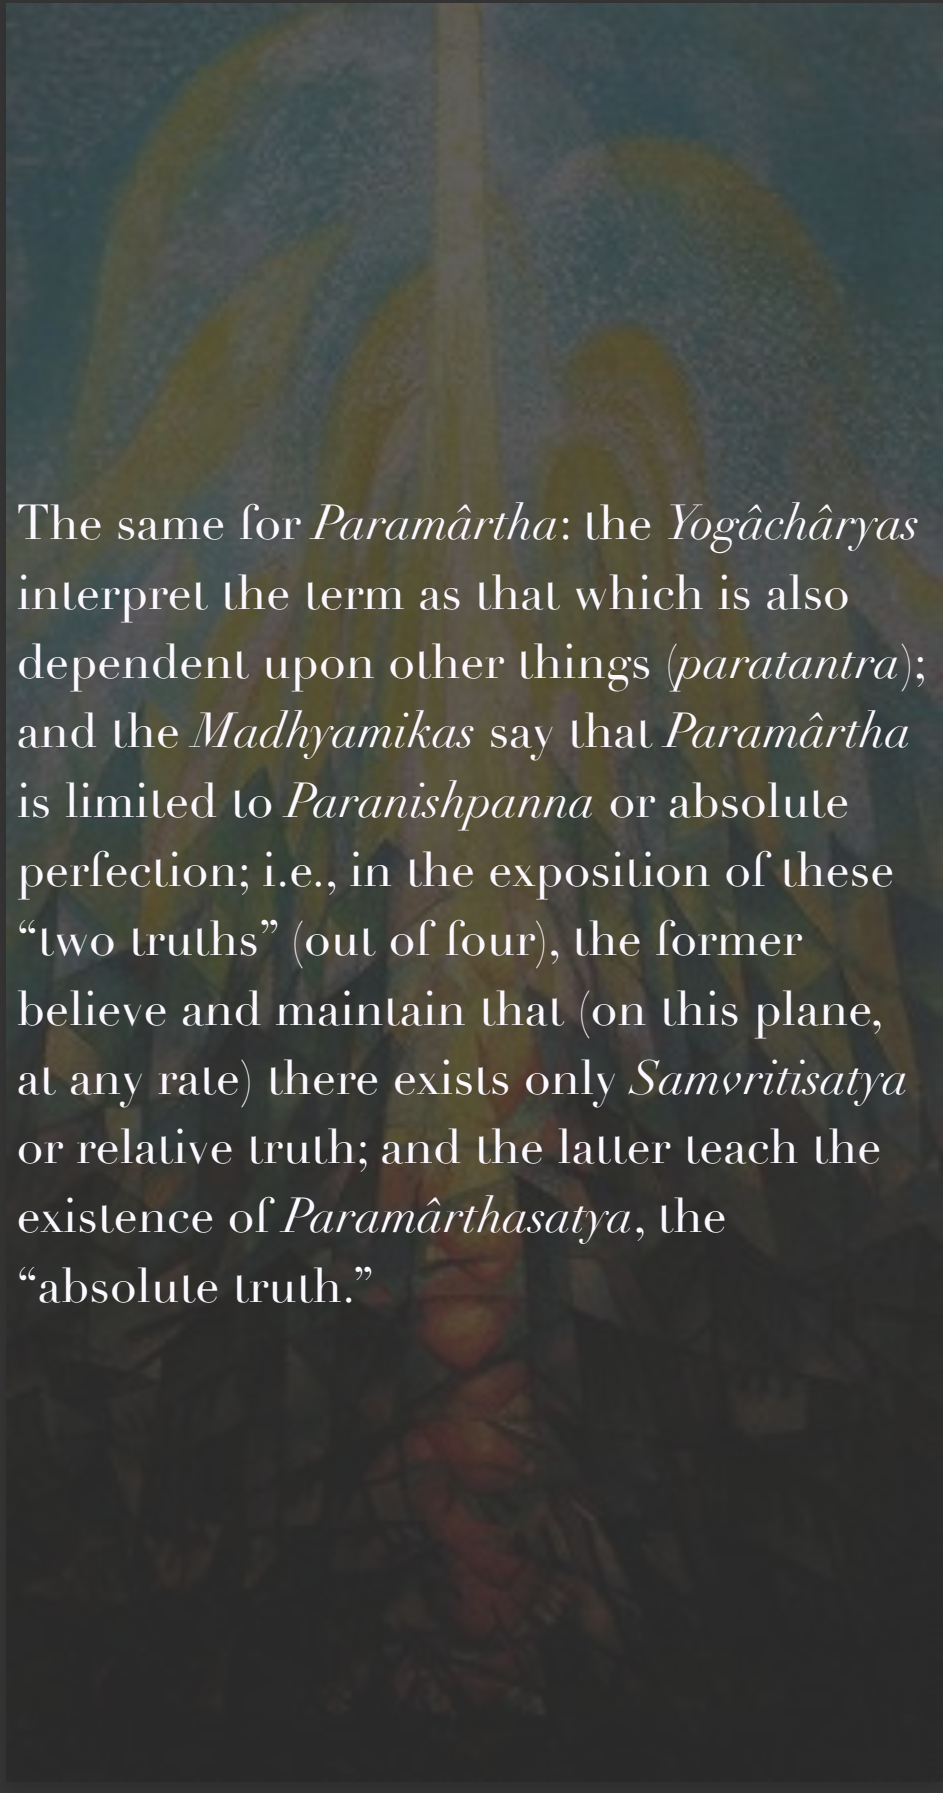 The same for Paramârtha: the Yogâchâryas
interpret the term as that which is also
dependent upon other things (paratantra);
and the Madhyamikas say that Paramârtha
is limited to Paranishpanna or absolute
perfection; i.e., in the exposition of these
“two truths” (out of four), the former
believe and maintain that (on this plane,
at any rate) there exists only Samvritisatya
or relative truth; and the latter teach the
existence of Paramârthasatya, the
“absolute truth.”